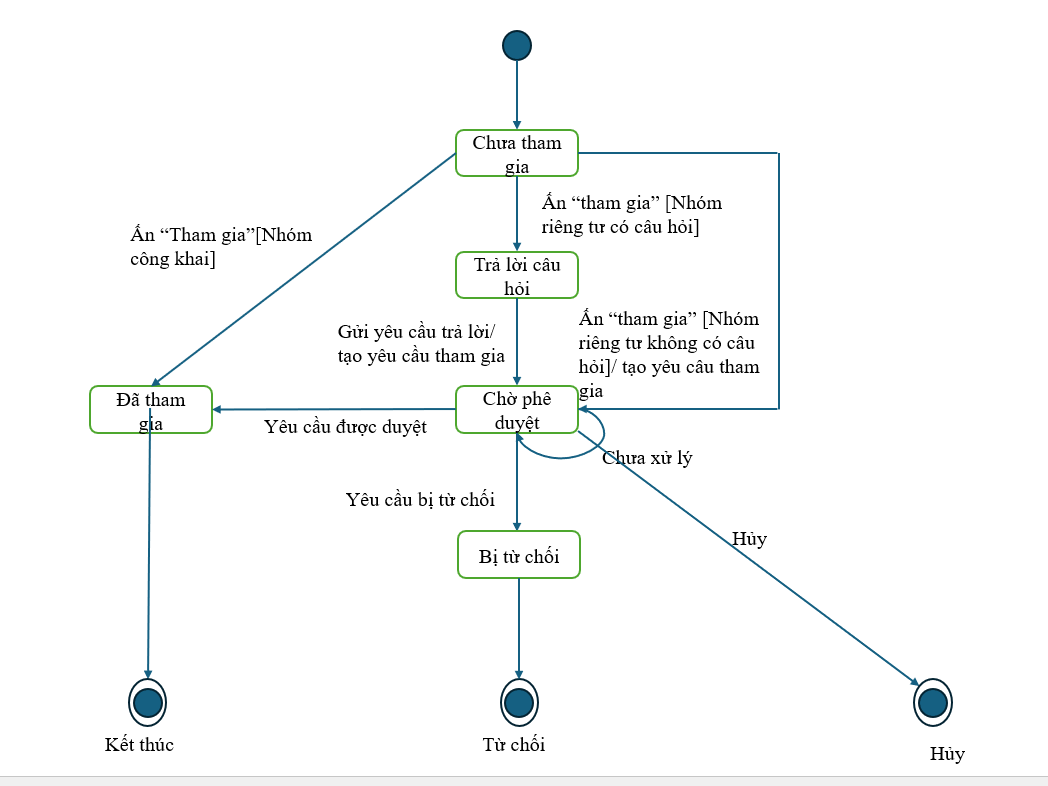 Chưa tham
gia
Ấn “tham gia” [Nhóm
riêng tư có câu hỏi]
Ấn “Tham gia”[Nhóm
công khai]
Trả lời câu
hỏi
Ấn “tham gia” [Nhóm
riêng tư không có câu
hỏi]/ tạo yêu câu tham
gia
Gửi yêu cầu trả lời/
tạo yêu cầu tham gia
Đã tham
gia
Chờ phê
duyệt
Yêu cầu được duyệt
Chưa xử lý
Yêu cầu bị từ chối
Hủy
Bị từ chối
Kết thúc
Từ chối
Hủy